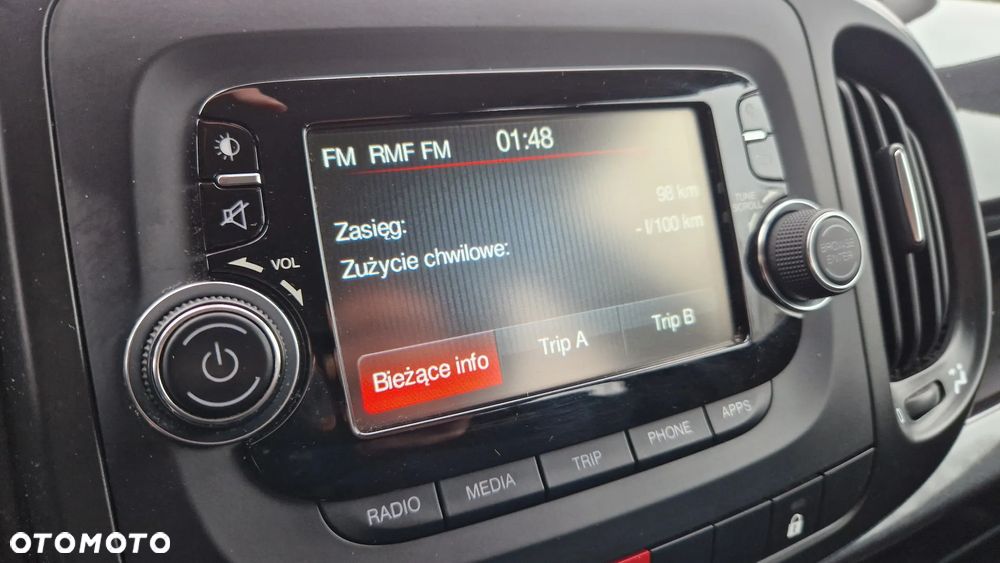 FM RMF FM 01:48
Zasięg: 98 km
Zużycie chwilowe: - l/100 km
Bieżące info Trip A Trip B
VOL
TUNE
SCROLL
BROWSE
ENTER
RADIO MEDIA TRIP PHONE APPS
0
OTOMOTO